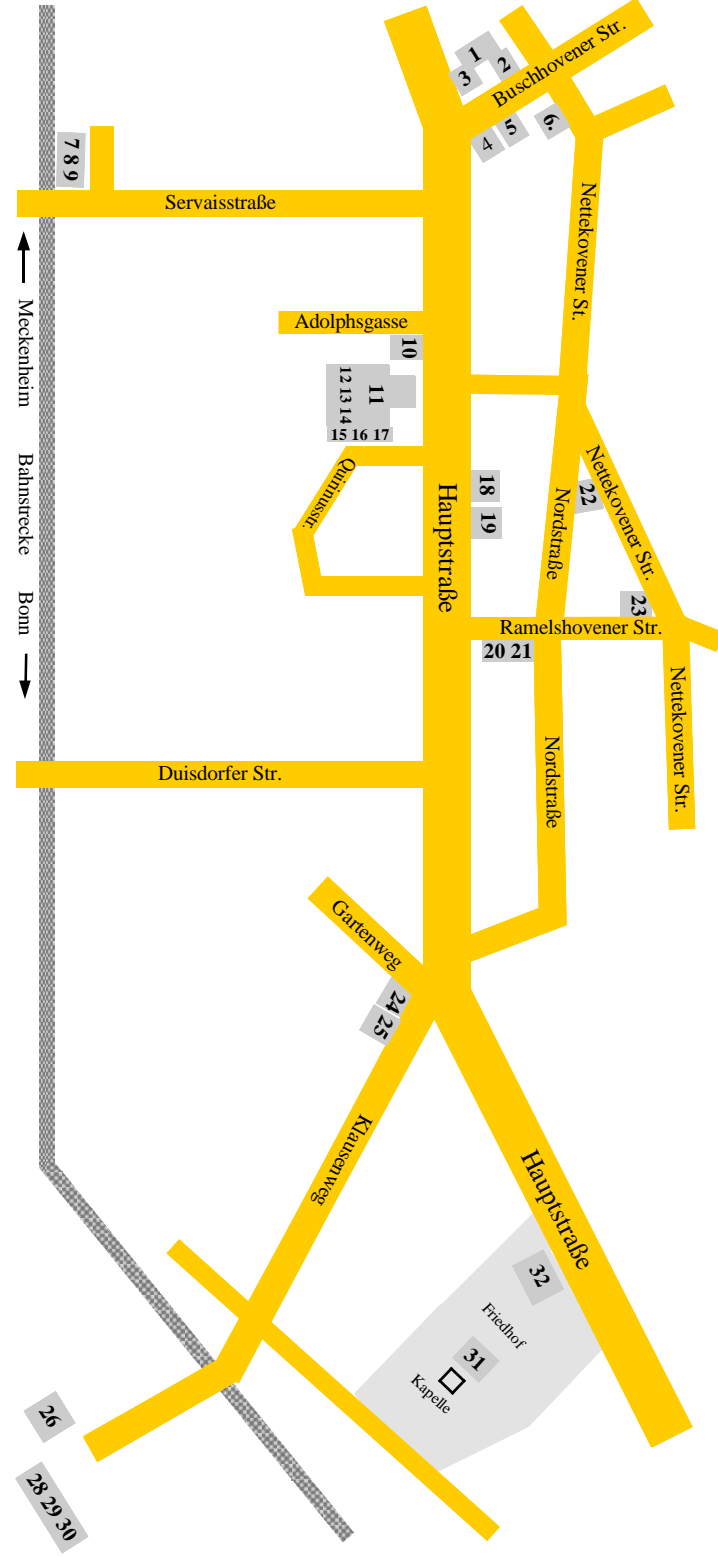 1
2
3
Buschhovener Str.
4
5
6.
7 8 9
Servaisstraße
Nettekovener St.
Adolphsgasse
10
11
12 13 14
15 16 17
Quirinusstr.
Hauptstraße
18
19
Nordstraße
22
Nettekovener Str.
23
Ramelshovener Str.
20 21
Nettekovener Str.
Nordstraße
Meckenheim Bahnstrecke Bonn
Duisdorfer Str.
Gartenweg
24
25
Klausenweg
Hauptstraße
32
Friedhof
31
Kapelle
26
28 29 30